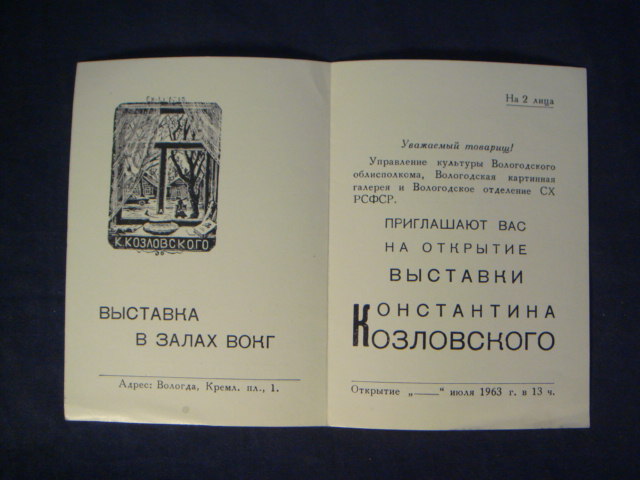 К. КОЗЛОВСКОГО
ВЫСТАВКА
В ЗАЛАХ ВОКГ
Адрес: Вологда, Кремл. пл., 1.
На 2 лица
Уважаемый товарищ!
Управление культуры Вологодского
облисполкома, Вологодская картинная
галерея и Вологодское отделение СХ
РСФСР.
ПРИГЛАШАЮТ ВАС
НА ОТКРЫТИЕ
ВЫСТАВКИ
КОНСТАНТИНА
КОЗЛОВСКОГО
Открытие „——“ июля 1963 г. в 13 ч.